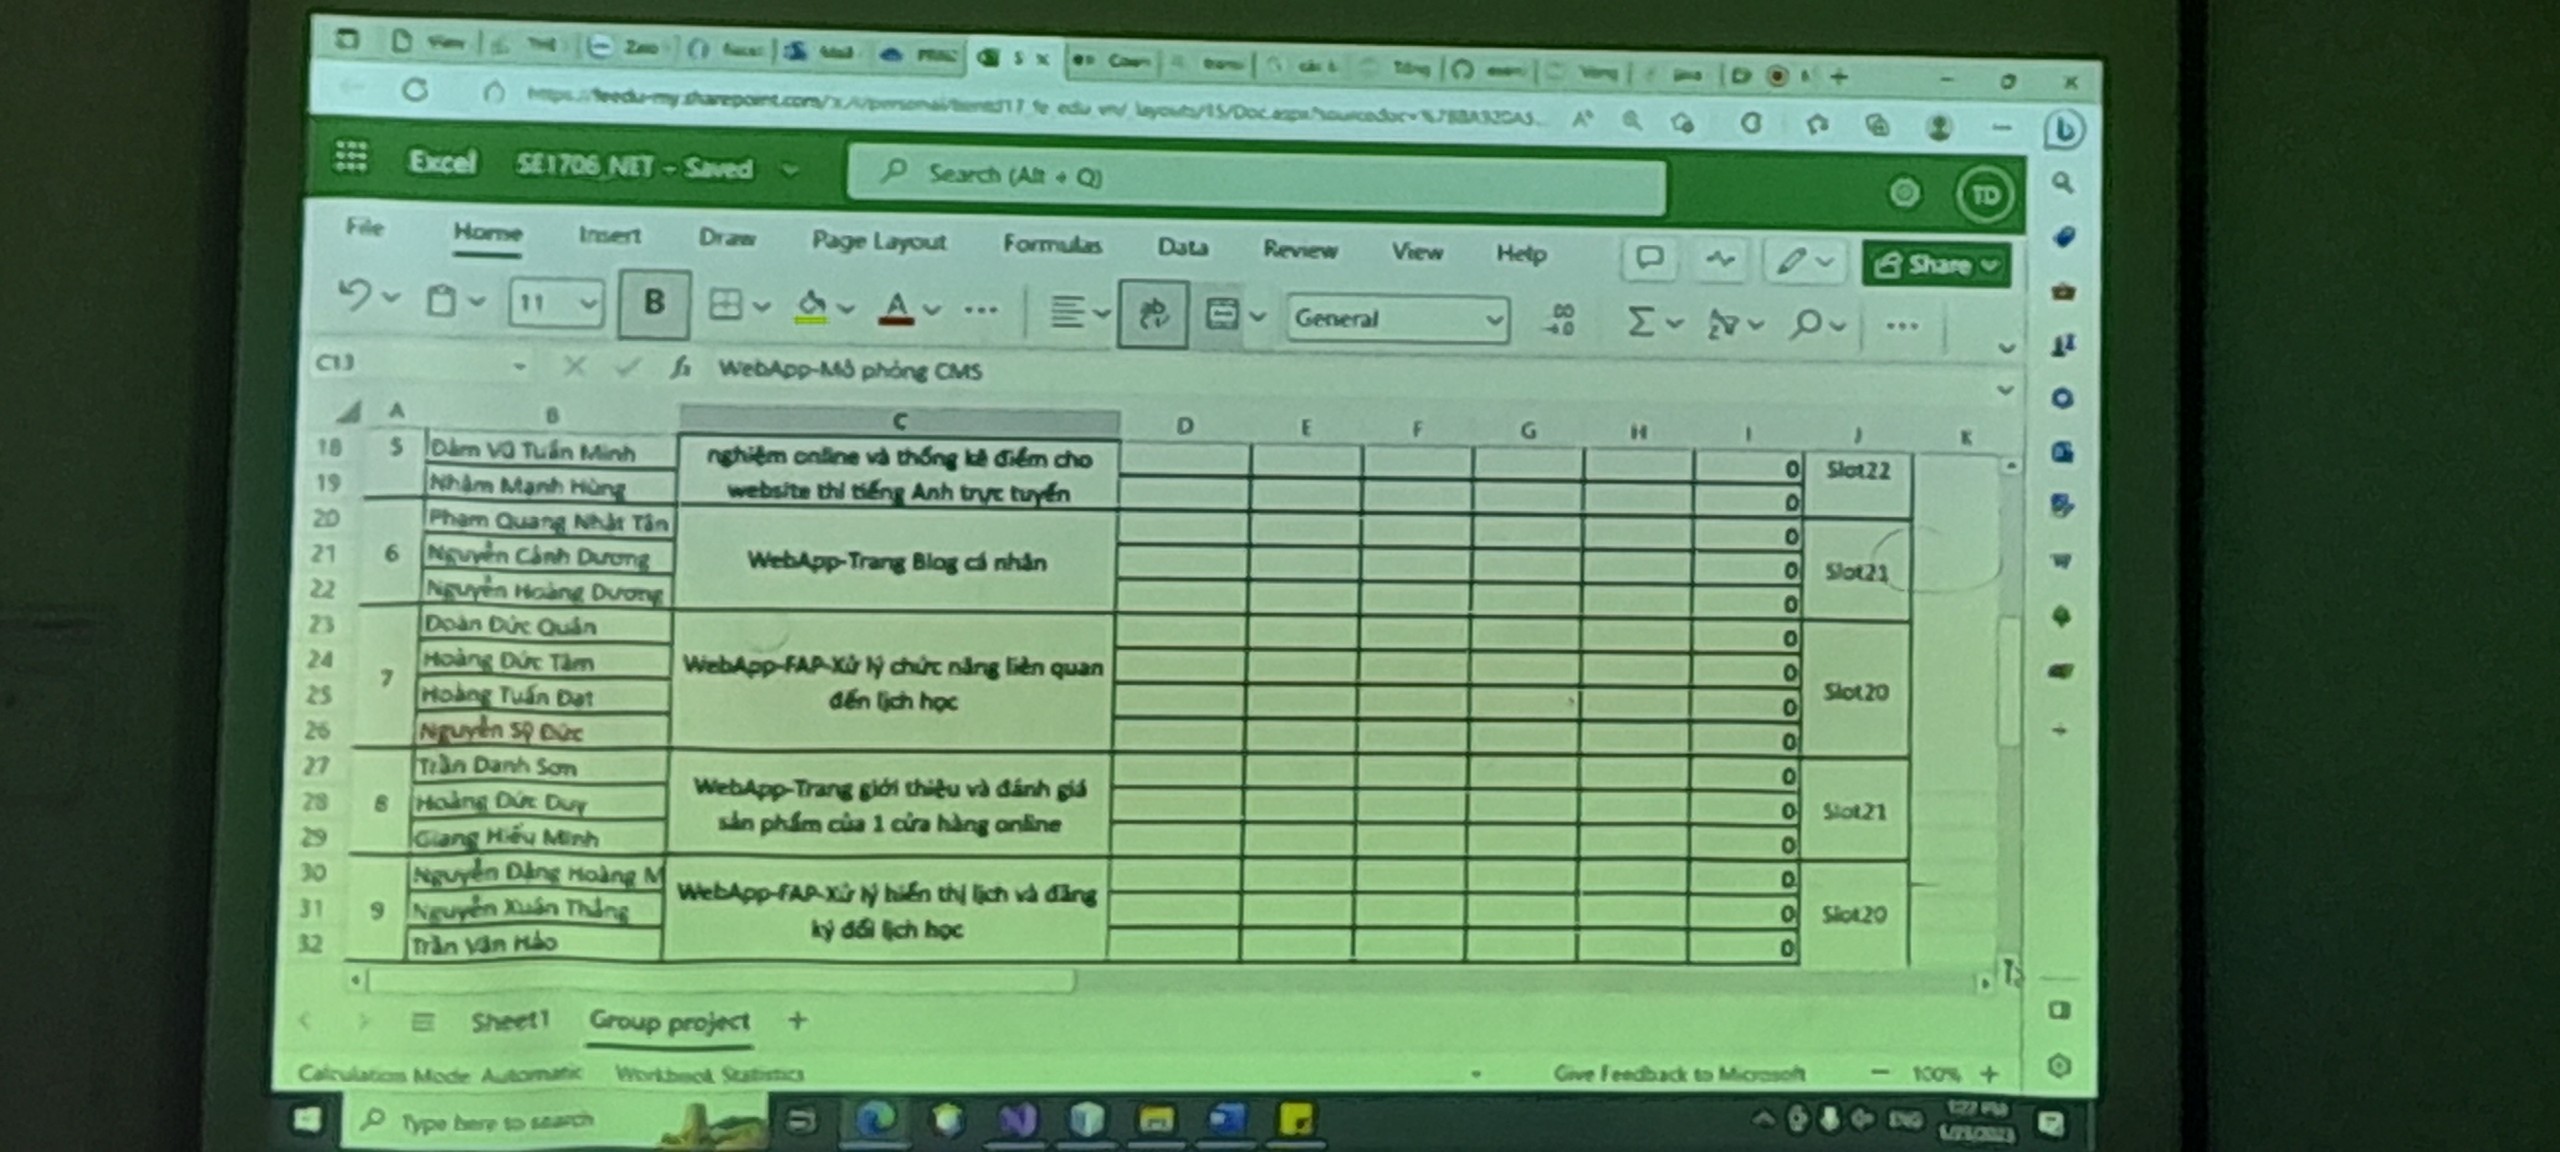 Excel SE1706.NET - Saved Search (Alt + Q) TD
File Home Insert Draw Page Layout Formulas Data Review View Help Share
11 B General
C13 fx WebApp-Mô phỏng CMS
A B C D E F G H I J K
18 5 Đàm Vũ Tuấn Minh nghiệm online và thống kê điểm cho 0 Slot22
19 Nhâm Mạnh Hùng website thi tiếng Anh trực tuyến 0
20 Phạm Quang Nhật Tân 0
21 6 Nguyễn Cảnh Dương WebApp-Trang Blog cá nhân 0
22 Nguyễn Hoàng Dương 0
23 Đoàn Đức Quân 0
24 Hoàng Đức Tâm WebApp-FAP-Xử lý chức năng liên quan 0
25 7 Hoàng Tuấn Đạt đến lịch học 0 Slot20
26 Nguyễn Sỹ Đức 0
27 Trần Danh Sơn 0
28 8 Hoàng Đức Duy WebApp-Trang giới thiệu và đánh giá 0 Slot21
29 Giang Hiếu Minh sản phẩm của 1 cửa hàng online 0
30 Nguyễn Đặng Hoàng M WebApp-FAP-Xử lý hiển thị lịch và đăng 0
31 9 Nguyễn Xuân Thắng ký đổi lịch học 0 Slot20
32 Trần Văn Hảo 0
Sheet1 Group project +
Calculation Mode: Automatic Workbook Statistics Give Feedback to Microsoft 100%
Type here to search ENG